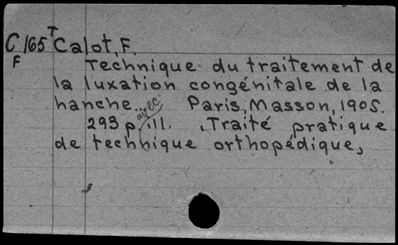 C165 T Calot, F.
F Technique du traitement de
la luxation congénitale de la
hanche... Paris, Masson, 1905.
293 p. avec ill. (Traité pratique
de technique orthopédique,